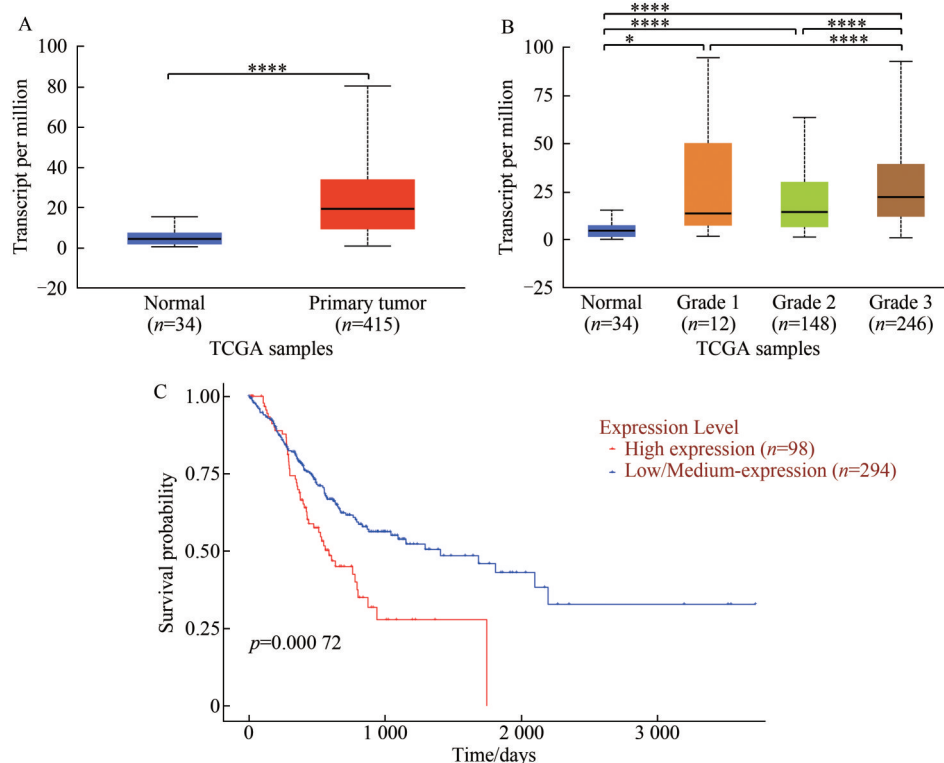 A
Transcript per million
100
80
60
40
20
0
−20
****
Normal
(n=34)
Primary tumor
(n=415)
TCGA samples
B
Transcript per million
100
75
50
25
0
−25
****
**** ****
* ****
Normal
(n=34)
Grade 1
(n=12)
Grade 2
(n=148)
Grade 3
(n=246)
TCGA samples
C
Survival probability
1.00
0.75
0.50
0.25
0
p=0.000 72
Expression Level
High expression (n=98)
Low/Medium-expression (n=294)
0 1 000 2 000 3 000
Time/days